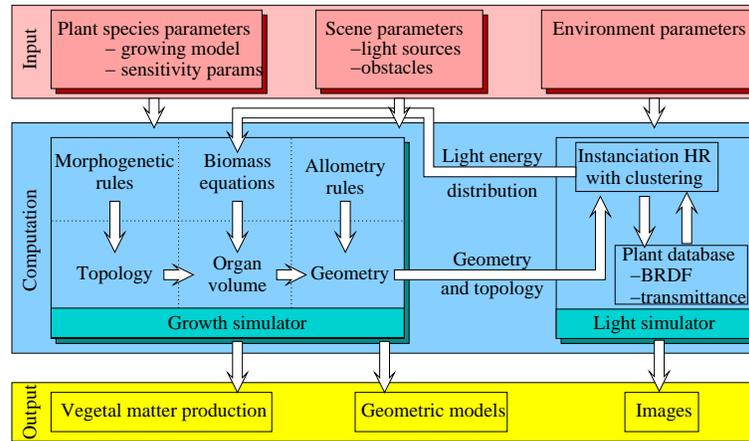 Input
Plant species parameters
– growing model
– sensitivity params
Scene parameters
–light sources
–obstacles
Environment parameters
Computation
Morphogenetic
rules
Biomass
equations
Allometry
rules
Topology
Organ
volume
Geometry
Growth simulator
Light energy
distribution
Geometry
and topology
Instanciation HR
with clustering
Plant database
–BRDF
–transmittance
Light simulator
Output
Vegetal matter production
Geometric models
Images